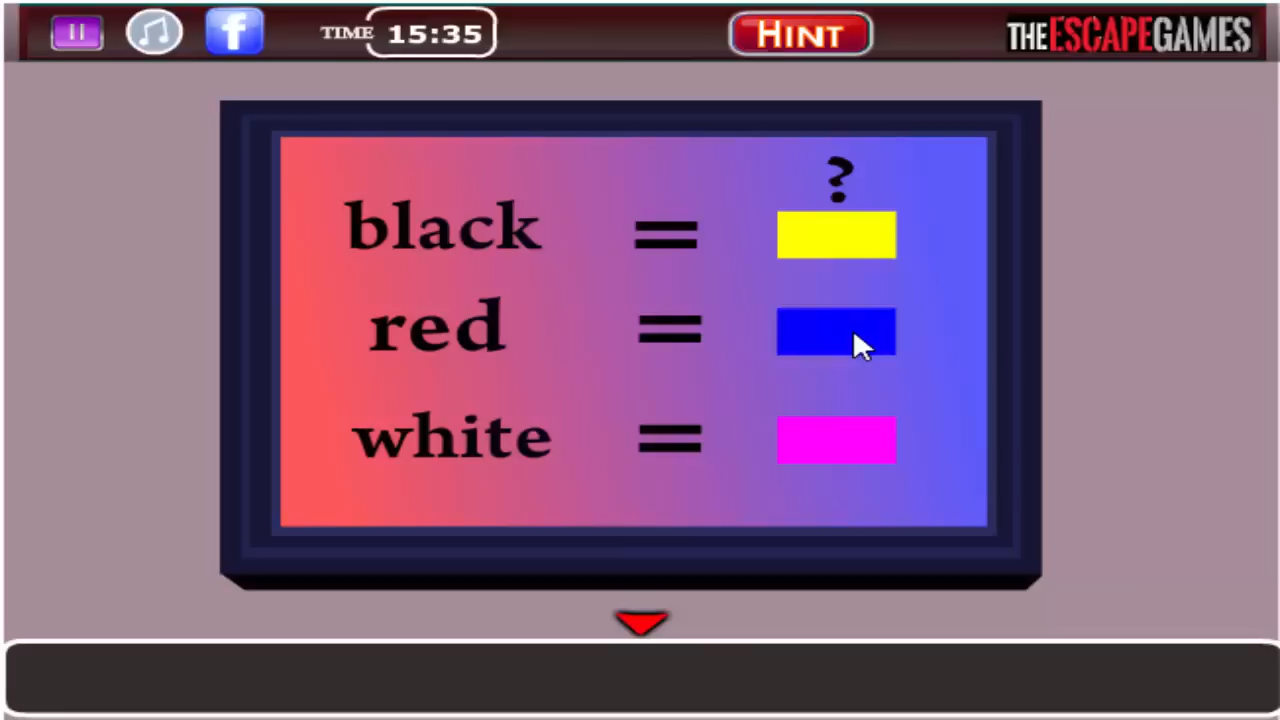 TIME 15:35 HINT THEESCAPEGAMES
?
black =
red =
white =